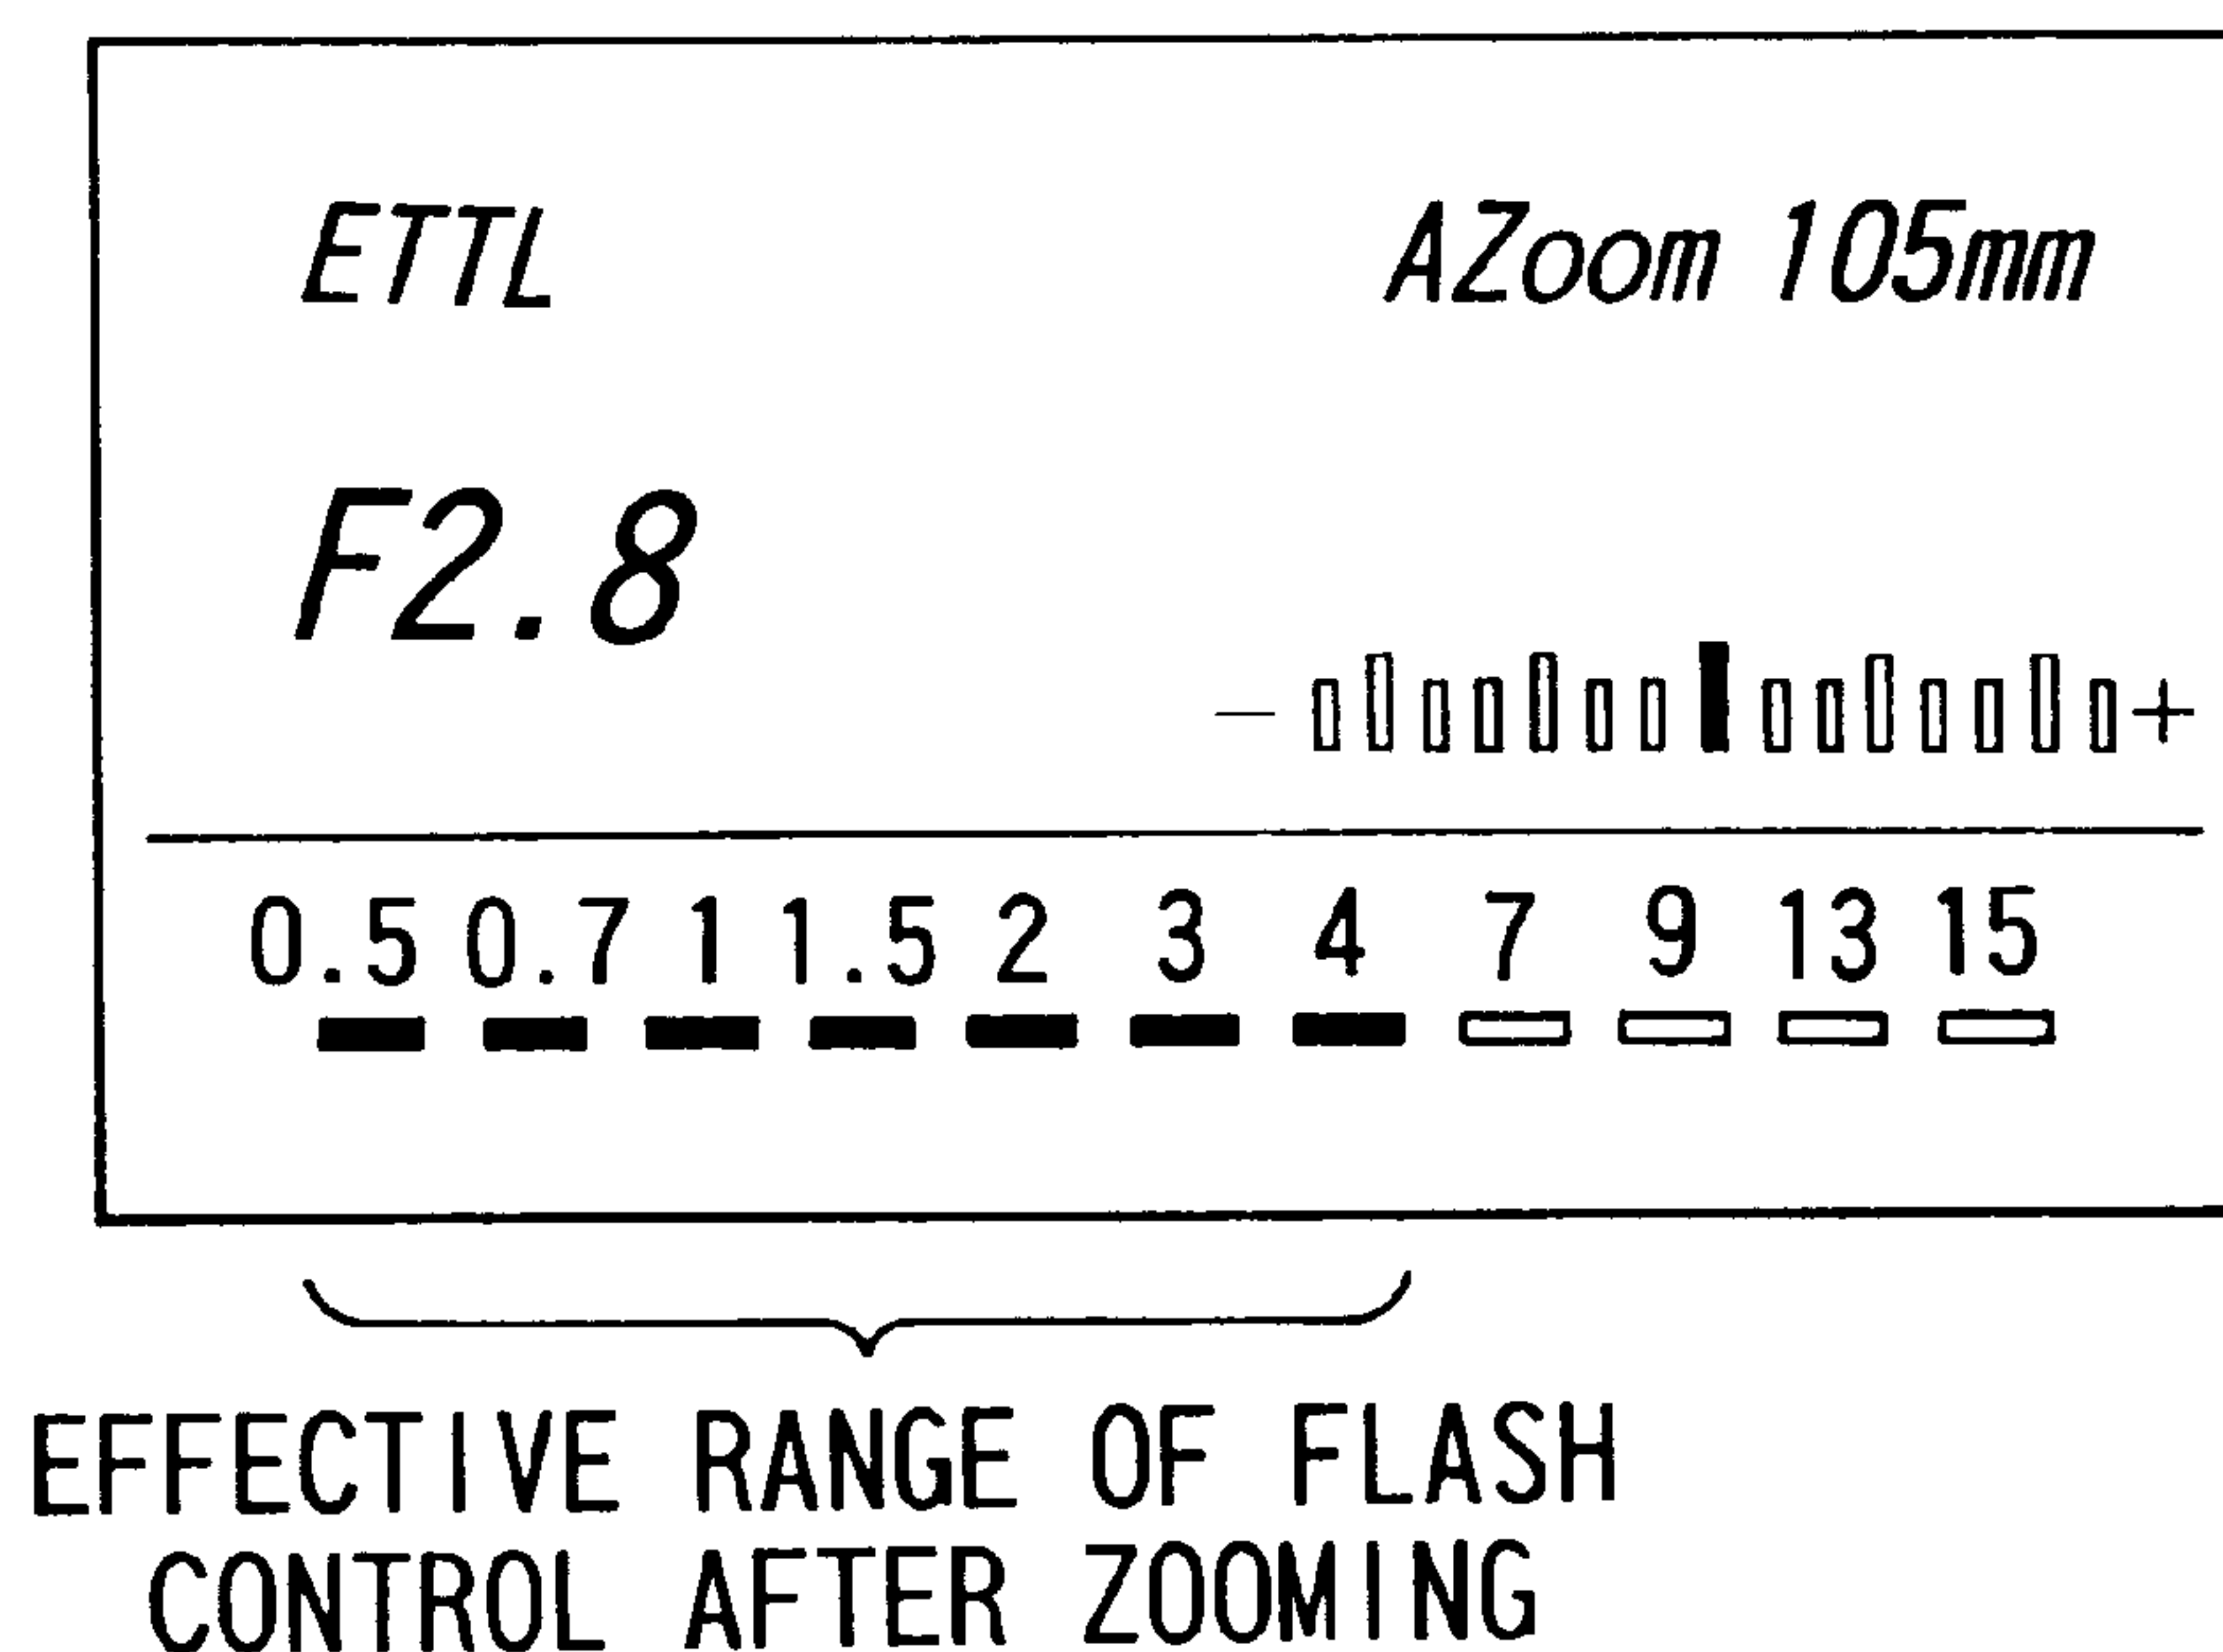 ETTL AZoom 105mm
F2.8
− +
0.5 0.7 1 1.5 2 3 4 7 9 13 15
EFFECTIVE RANGE OF FLASH
CONTROL AFTER ZOOMING